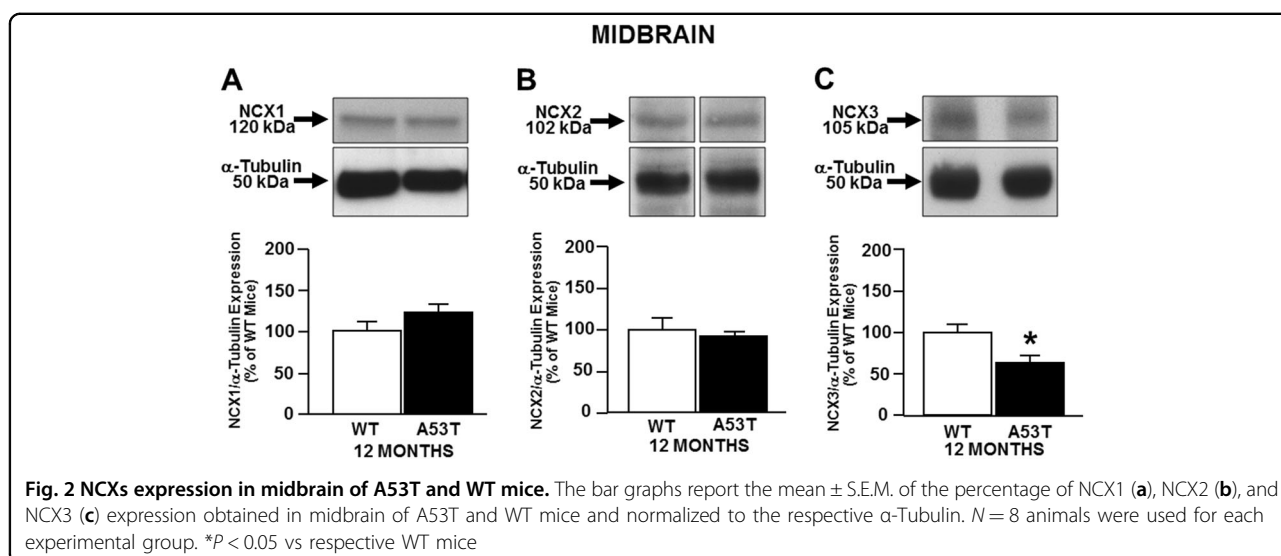 MIDBRAIN
A
NCX1
120 kDa
α-Tubulin
50 kDa
NCX1/α-Tubulin Expression
(% of WT Mice)
200
150
100
50
0
WT A53T
12 MONTHS
B
NCX2
102 kDa
α-Tubulin
50 kDa
NCX2/α-Tubulin Expression
(% of WT Mice)
200
150
100
50
0
WT A53T
12 MONTHS
C
NCX3
105 kDa
α-Tubulin
50 kDa
NCX3/α-Tubulin Expression
(% of WT Mice)
200
150
100
50
0
*
WT A53T
12 MONTHS
Fig. 2 NCXs expression in midbrain of A53T and WT mice. The bar graphs report the mean ± S.E.M. of the percentage of NCX1 (a), NCX2 (b), and
NCX3 (c) expression obtained in midbrain of A53T and WT mice and normalized to the respective α-Tubulin. N = 8 animals were used for each
experimental group. *P < 0.05 vs respective WT mice